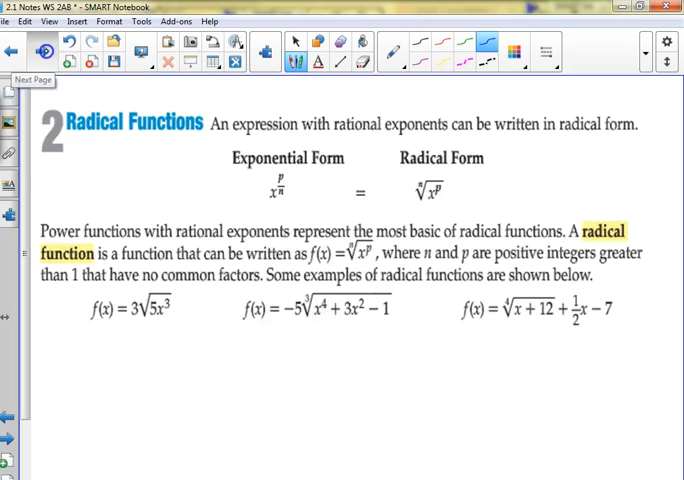 2.1 Notes WS 2AB * - SMART Notebook
Edit View Insert Format Tools Add-ons Help
Next Page
2 Radical Functions An expression with rational exponents can be written in radical form.
Exponential Form Radical Form
x^(p/n) = ⁿ√(x^p)
Power functions with rational exponents represent the most basic of radical functions. A radical
function is a function that can be written as f(x) = ⁿ√(x^p), where n and p are positive integers greater
than 1 that have no common factors. Some examples of radical functions are shown below.
f(x) = 3√(5x³) f(x) = −5∛(x⁴ + 3x² − 1) f(x) = ∜(x + 12) + 1/2 x − 7